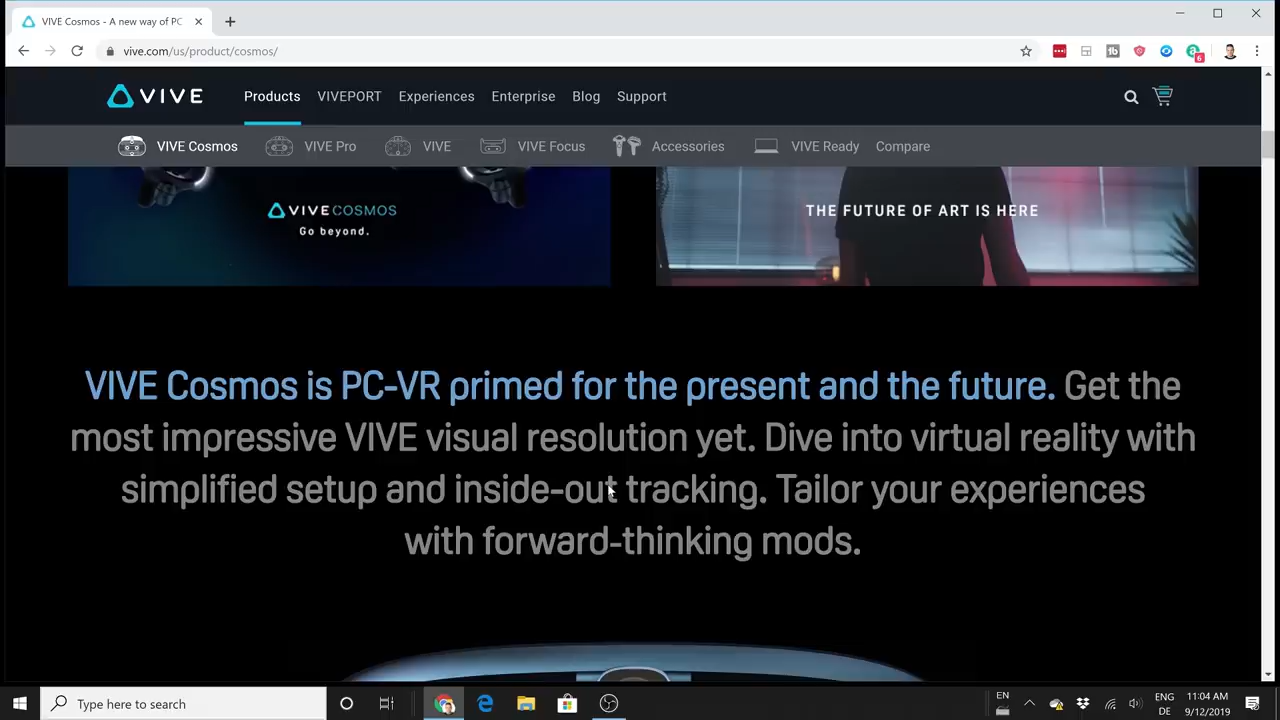 VIVE Cosmos - A new way of PC
vive.com/us/product/cosmos/
6
VIVE
Products VIVEPORT Experiences Enterprise Blog Support
VIVE Cosmos VIVE Pro VIVE VIVE Focus Accessories VIVE Ready Compare
VIVECOSMOS
Go beyond.
THE FUTURE OF ART IS HERE
VIVE Cosmos is PC-VR primed for the present and the future. Get the
most impressive VIVE visual resolution yet. Dive into virtual reality with
simplified setup and inside-out tracking. Tailor your experiences
with forward-thinking mods.
Type here to search
EN
ENG
DE
11:04 AM
9/12/2019